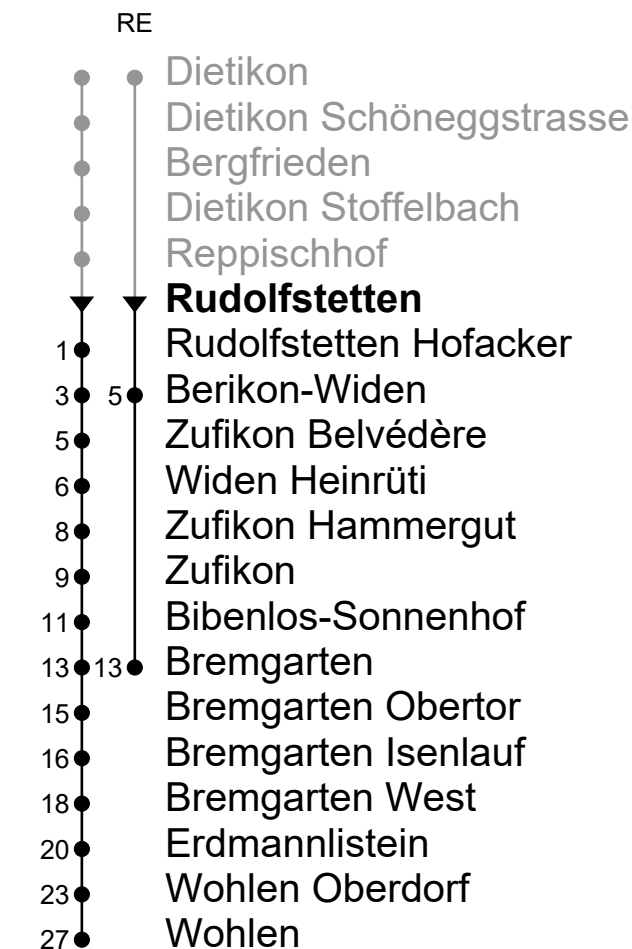 RE
Dietikon
Dietikon Schöneggstrasse
Bergfrieden
Dietikon Stoffelbach
Reppischhof
Rudolfstetten
1 Rudolfstetten Hofacker
3 5 Berikon-Widen
5 Zufikon Belvédère
6 Widen Heinrüti
8 Zufikon Hammergut
9 Zufikon
11 Bibenlos-Sonnenhof
13 13 Bremgarten
15 Bremgarten Obertor
16 Bremgarten Isenlauf
18 Bremgarten West
20 Erdmannlistein
23 Wohlen Oberdorf
27 Wohlen